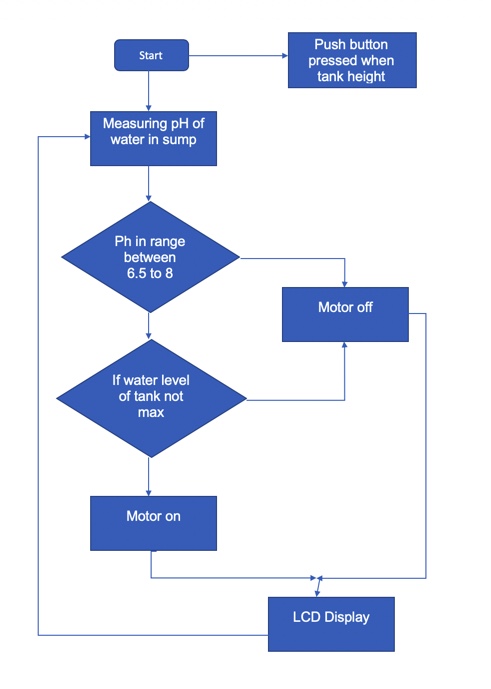 Start
Push button
pressed when
tank height
Measuring pH of
water in sump
Ph in range
between
6.5 to 8
Motor off
If water level
of tank not
max
Motor on
LCD Display